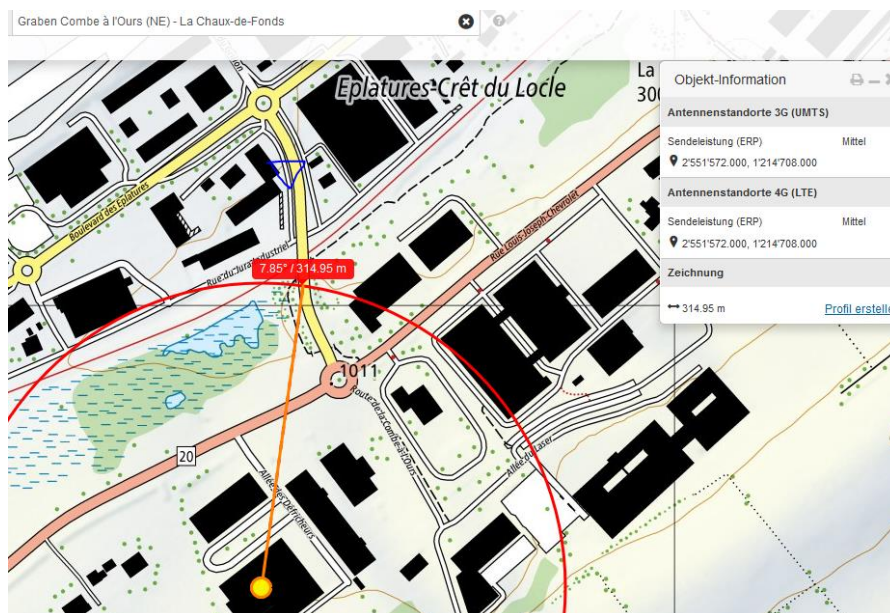 Graben Combe à l'Ours (NE) - La Chaux-de-Fonds
Eplatures-Crêt du Locle
La
300
Boulevard des Eplatures
Rue du Jura Industriel
Rue Louis-Joseph Chevrolet
7.85° / 314.95 m
1011
Route de la Combe-à-l'Ours
20
Allée des Défricheurs
Allée du Laser
Objekt-Information
Antennenstandorte 3G (UMTS)
Sendeleistung (ERP) Mittel
2'551'572.000, 1'214'708.000
Antennenstandorte 4G (LTE)
Sendeleistung (ERP) Mittel
2'551'572.000, 1'214'708.000
Zeichnung
314.95 m Profil erstelle